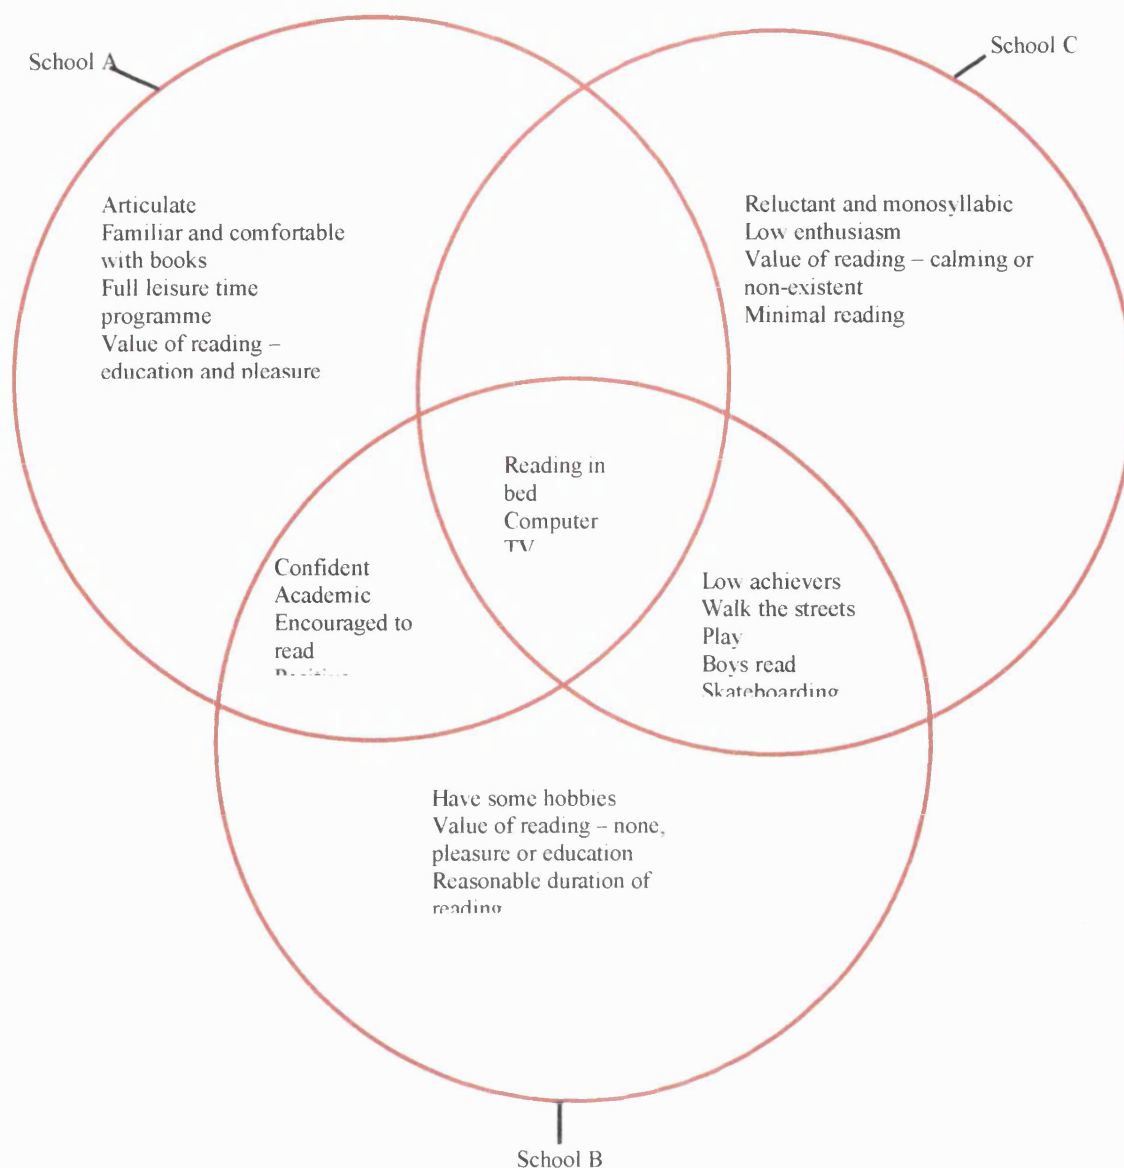 School A
School C
Articulate
Familiar and comfortable
with books
Full leisure time
programme
Value of reading –
education and pleasure
Reluctant and monosyllabic
Low enthusiasm
Value of reading – calming or
non-existent
Minimal reading
Reading in
bed
Computer
TV
Confident
Academic
Encouraged to
read
Low achievers
Walk the streets
Play
Boys read
Skateboarding
Have some hobbies
Value of reading – none,
pleasure or education
Reasonable duration of
reading
School B